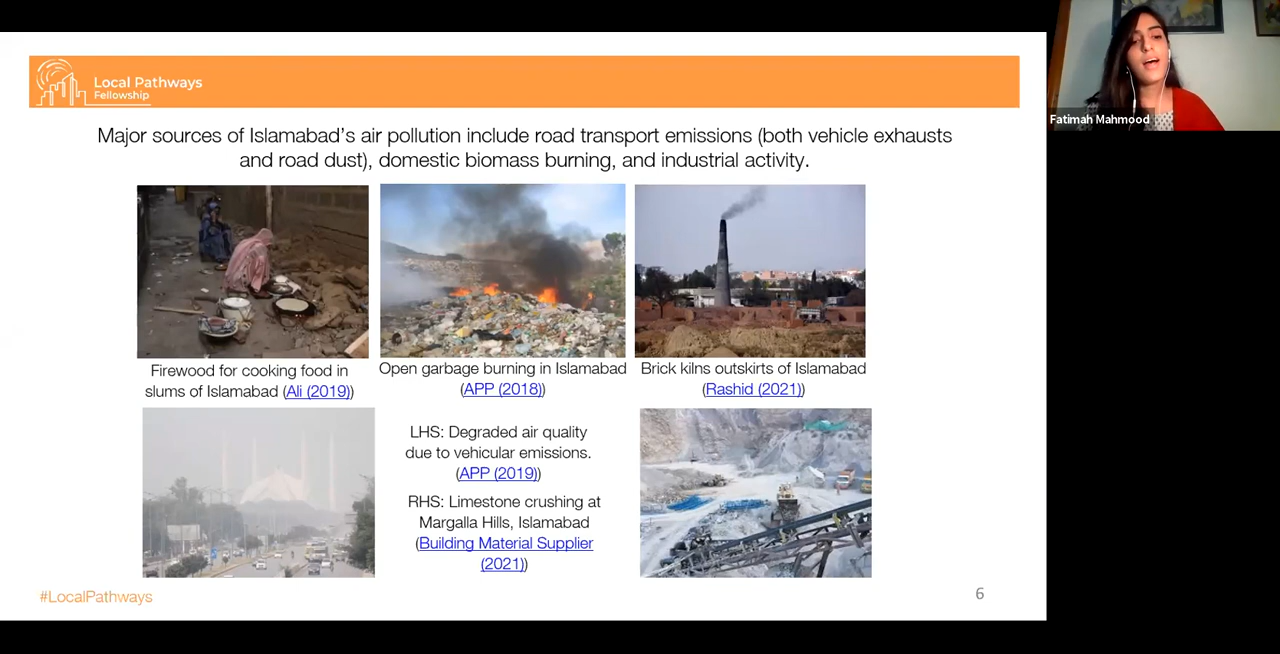 Local Pathways
Fellowship
Fatimah Mahmood
Major sources of Islamabad's air pollution include road transport emissions (both vehicle exhausts
and road dust), domestic biomass burning, and industrial activity.
Firewood for cooking food in
slums of Islamabad (Ali (2019))
Open garbage burning in Islamabad
(APP (2018))
Brick kilns outskirts of Islamabad
(Rashid (2021))
LHS: Degraded air quality
due to vehicular emissions.
(APP (2019))
RHS: Limestone crushing at
Margalla Hills, Islamabad
(Building Material Supplier
(2021))
#LocalPathways
6